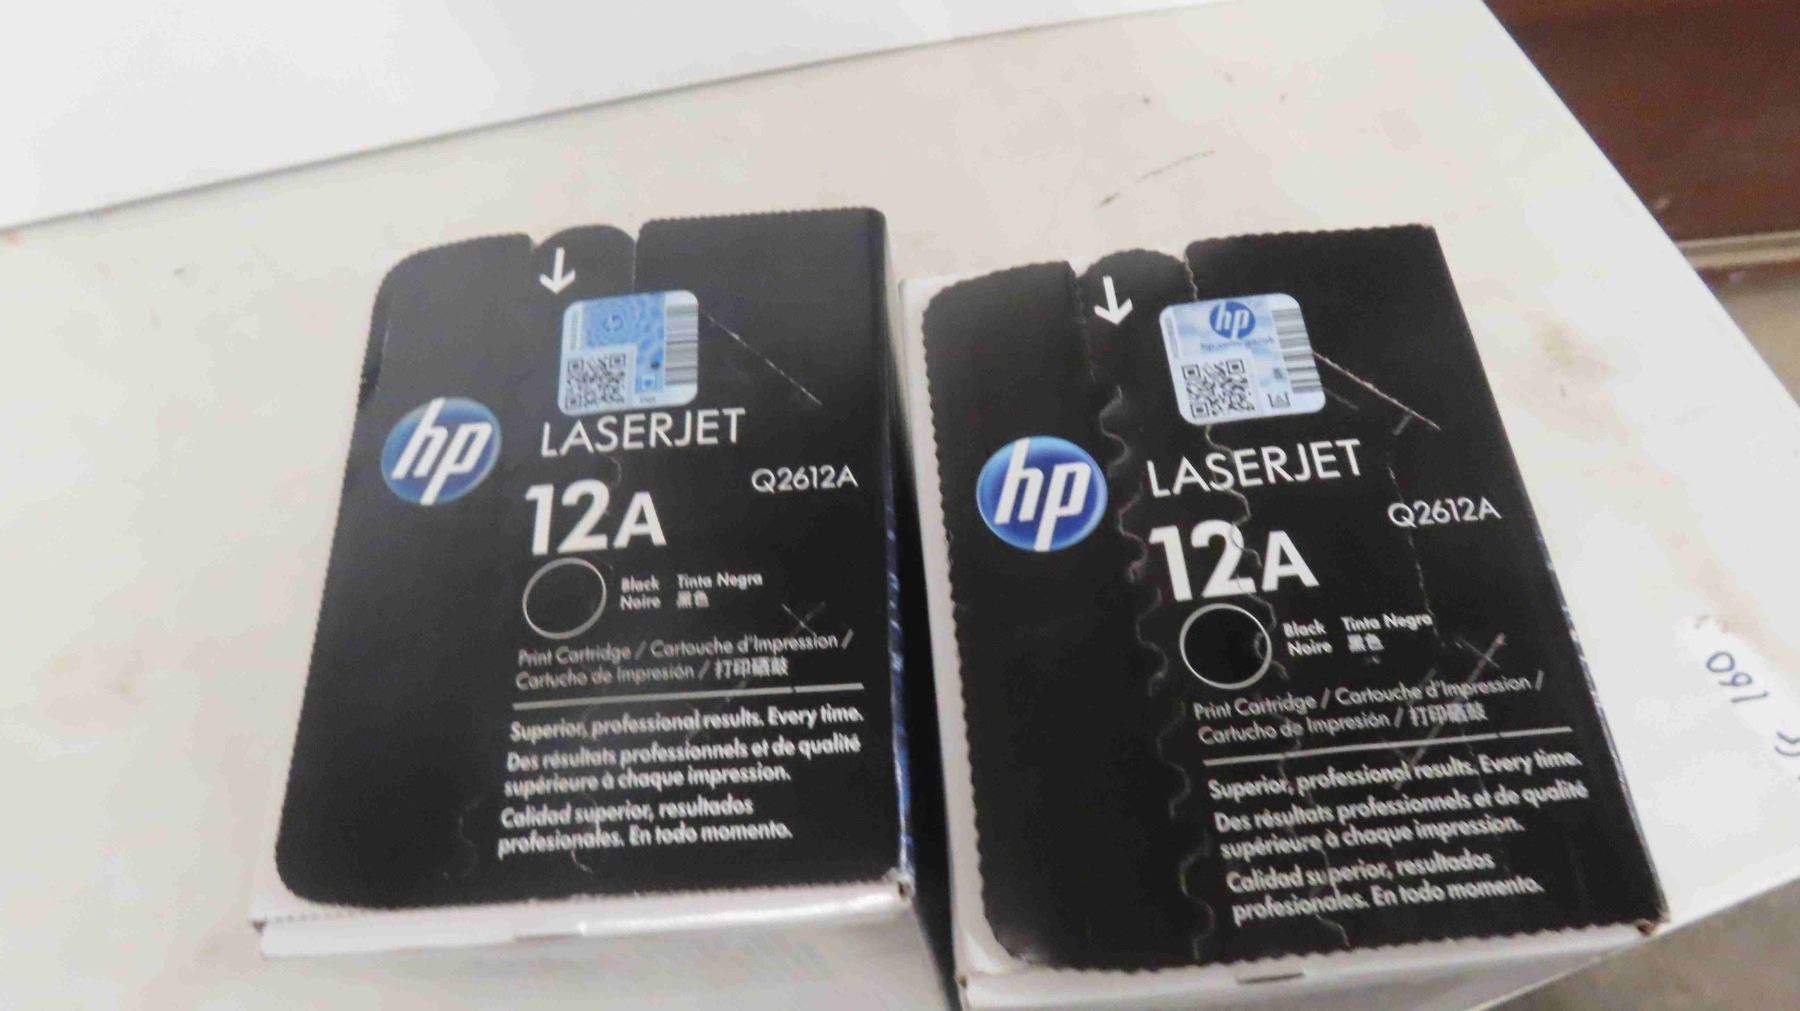 hp
LASERJET
Q2612A
12A
Black Tinta Negra
Noire 黑色
Print Cartridge / Cartouche d'Impression /
Cartucho de Impresión / 打印硒鼓
Superior, professional results. Every time.
Des résultats professionnels et de qualité
supérieure à chaque impression.
Calidad superior, resultados
profesionales. En todo momento.
hp
hp
LASERJET
Q2612A
12A
Black Tinta Negra
Noire 黑色
Print Cartridge / Cartouche d'Impression /
Cartucho de Impresión / 打印硒鼓
Superior, professional results. Every time.
Des résultats professionnels et de qualité
supérieure à chaque impression.
Calidad superior, resultados
profesionales. En todo momento.
160